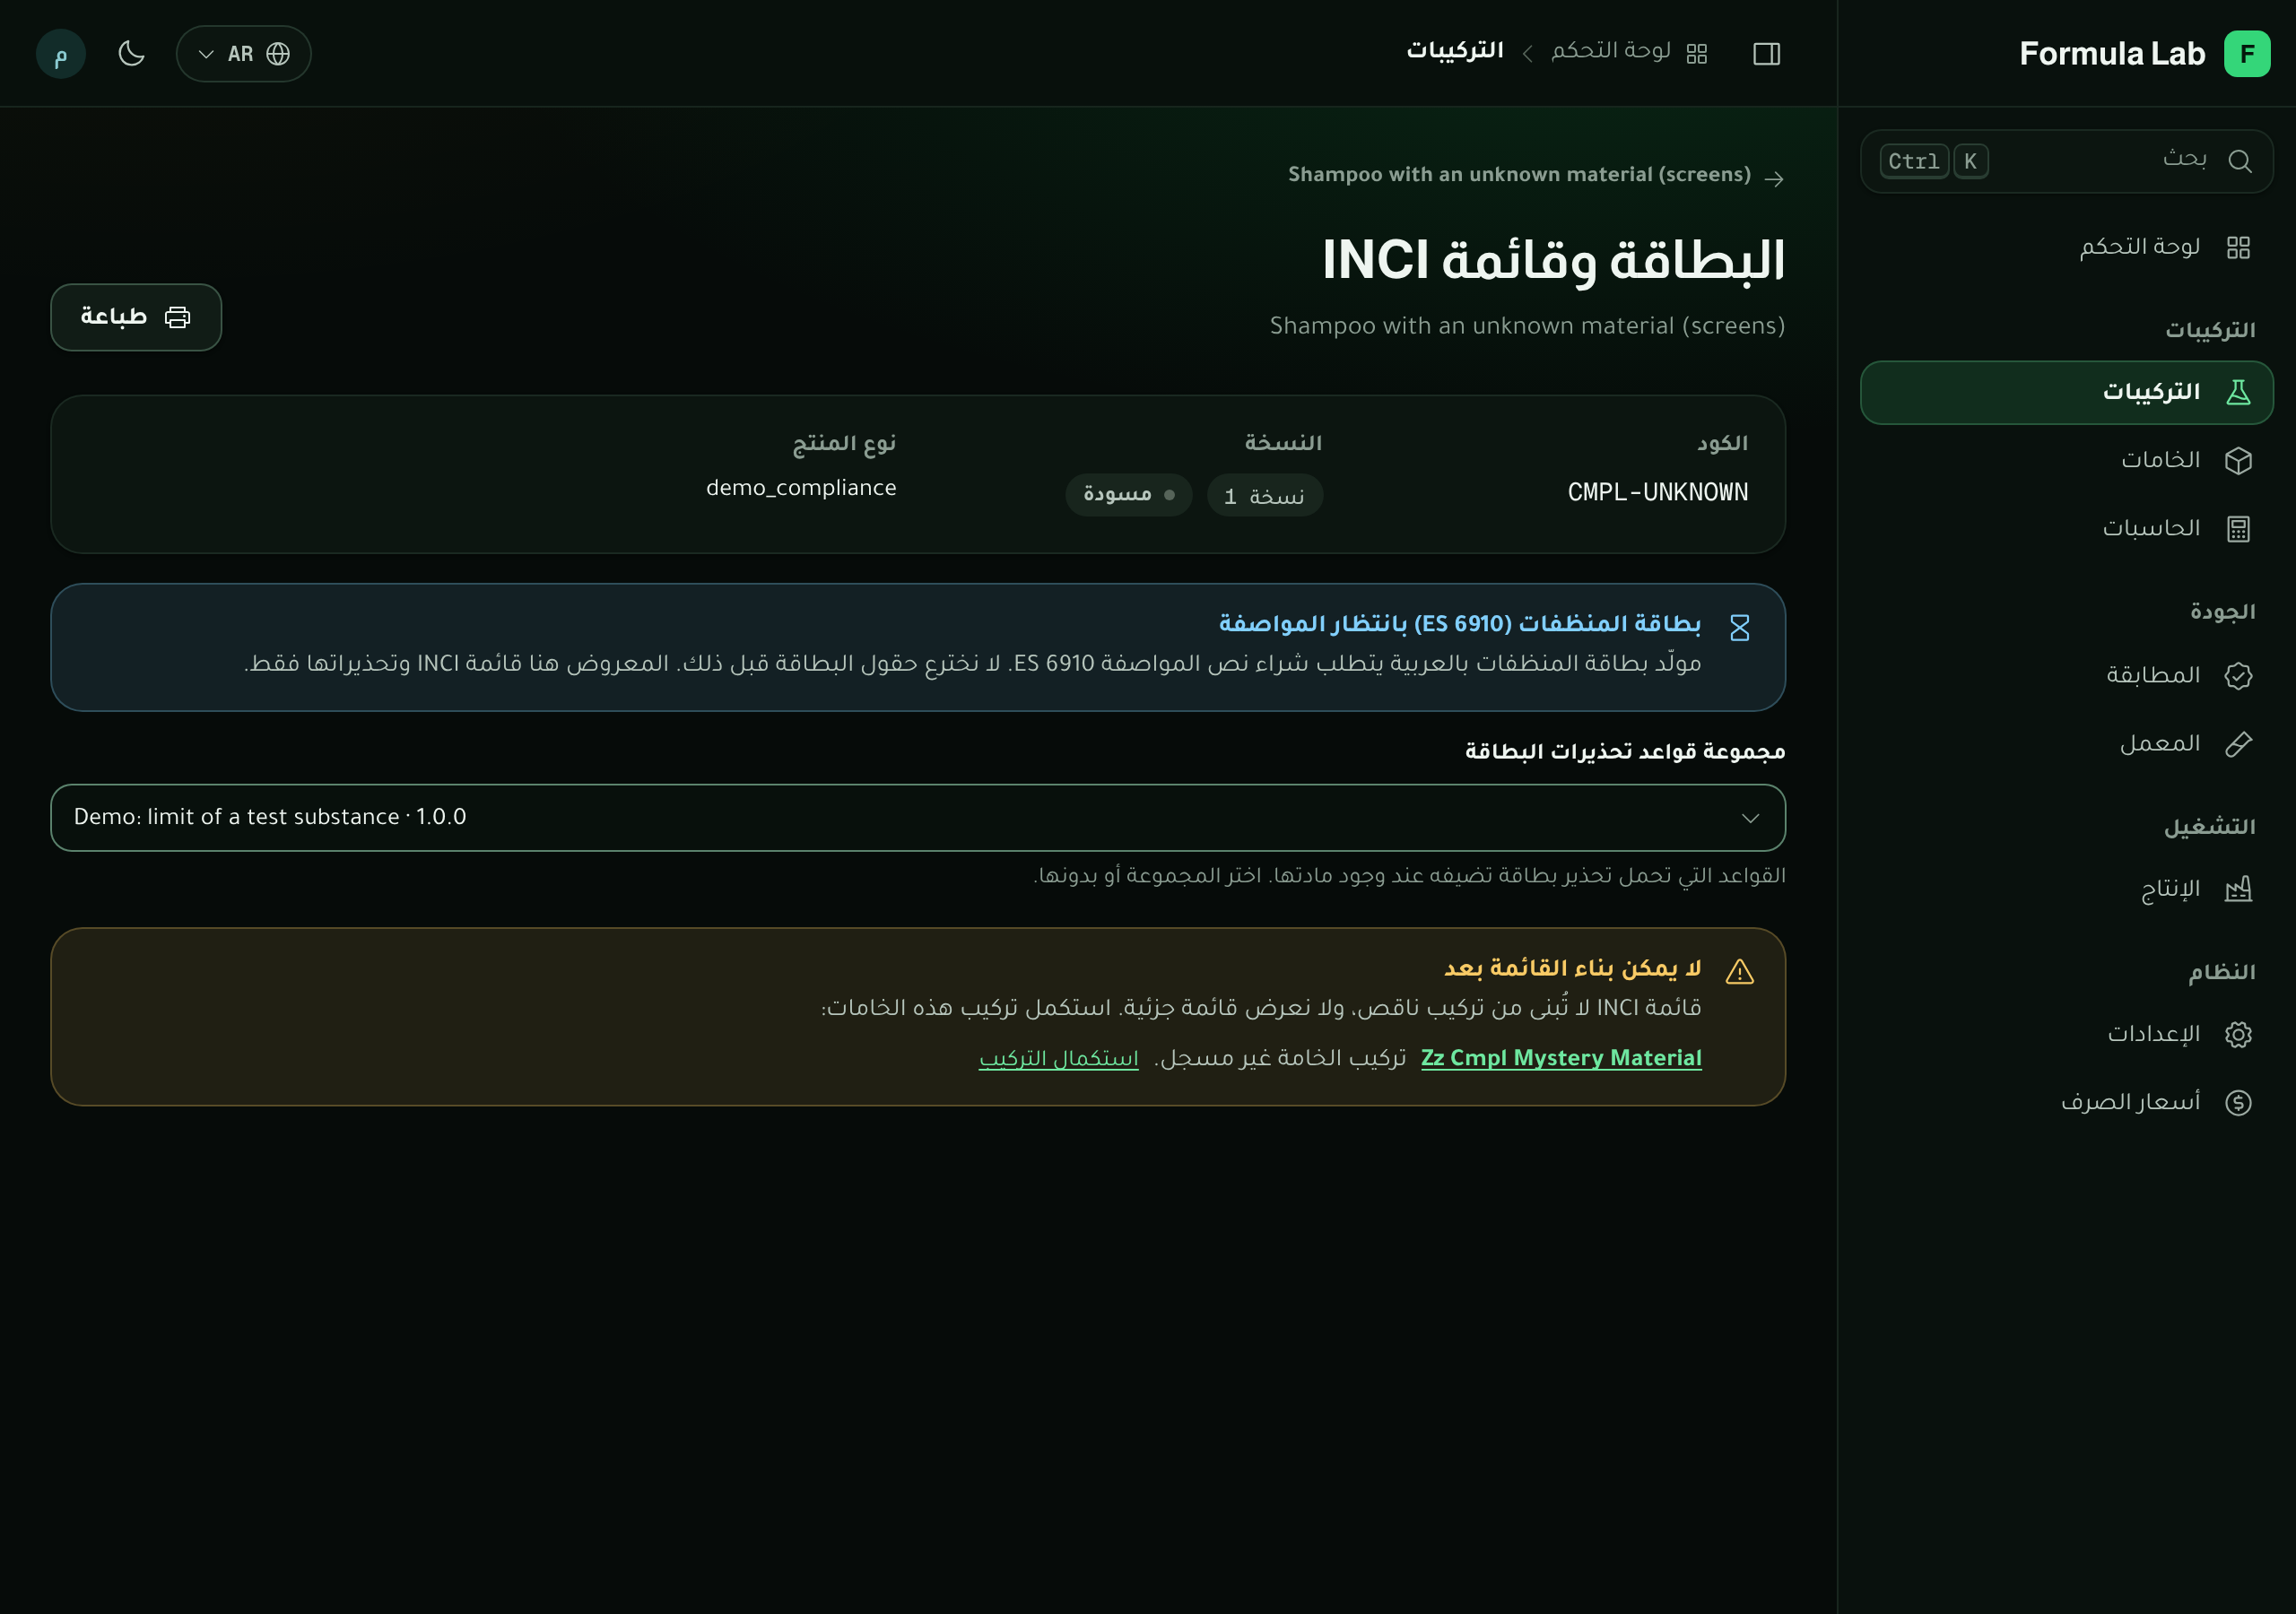 F Formula Lab
بحث
Ctrl K
لوحة التحكم
التركيبات
التركيبات
الخامات
الحاسبات
الجودة
المطابقة
المعمل
التشغيل
الإنتاج
النظام
الإعدادات
أسعار الصرف
لوحة التحكم
التركيبات
AR
م
Shampoo with an unknown material (screens)
البطاقة وقائمة INCI
Shampoo with an unknown material (screens)
طباعة
الكود
CMPL-UNKNOWN
النسخة
نسخة 1
مسودة
نوع المنتج
demo_compliance
بطاقة المنظفات (ES 6910) بانتظار المواصفة
مولّد بطاقة المنظفات بالعربية يتطلب شراء نص المواصفة ES 6910. لا نخترع حقول البطاقة قبل ذلك. المعروض هنا قائمة INCI وتحذيراتها فقط.
مجموعة قواعد تحذيرات البطاقة
Demo: limit of a test substance · 1.0.0
القواعد التي تحمل تحذير بطاقة تضيفه عند وجود مادتها. اختر المجموعة أو بدونها.
لا يمكن بناء القائمة بعد
قائمة INCI لا تُبنى من تركيب ناقص، ولا نعرض قائمة جزئية. استكمل تركيب هذه الخامات:
Zz Cmpl Mystery Material تركيب الخامة غير مسجل. استكمال التركيب